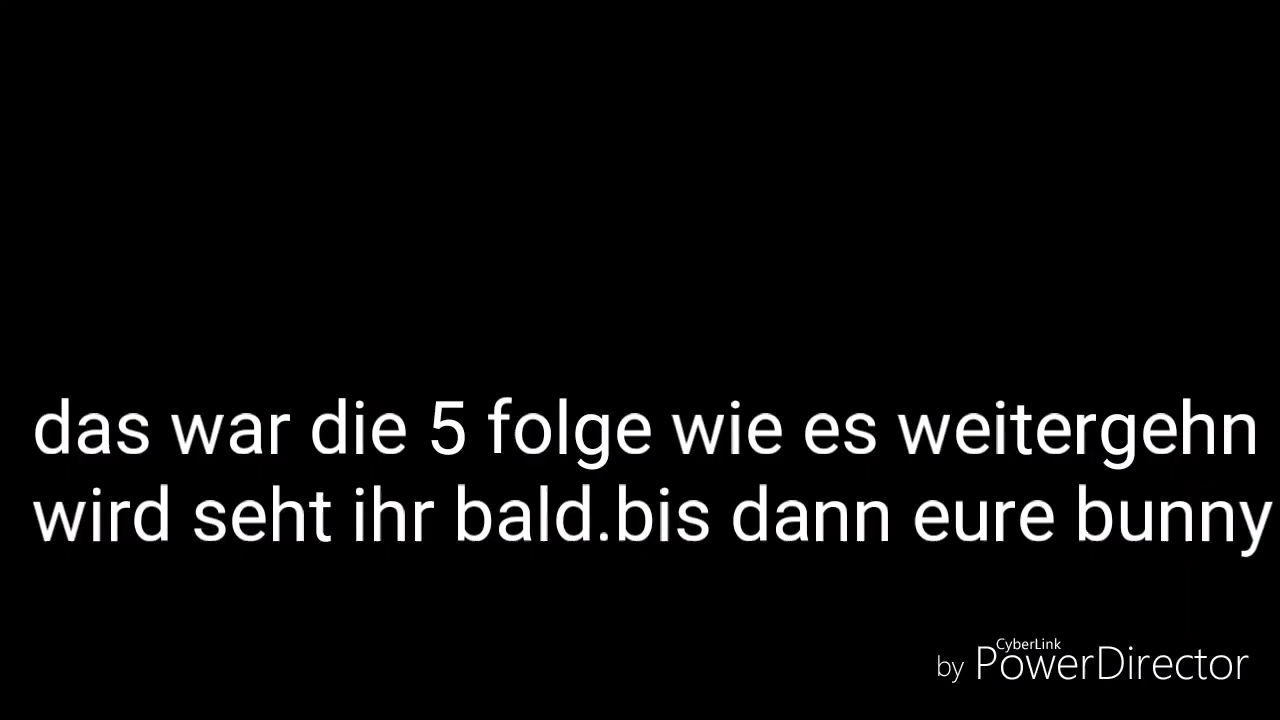 das war die 5 folge wie es weitergehn
wird seht ihr bald.bis dann eure bunny
CyberLink
by PowerDirector